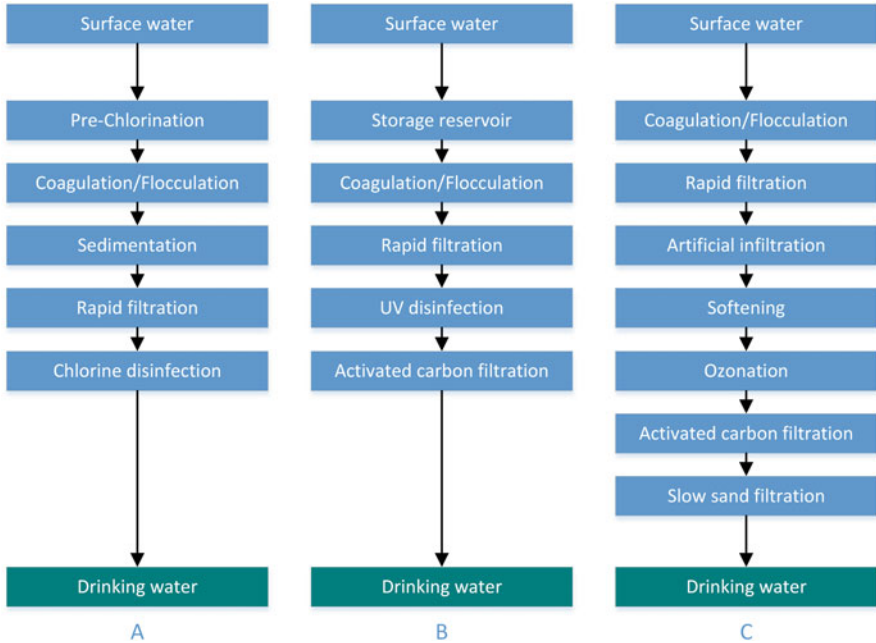 Surface water
Pre-Chlorination
Coagulation/Flocculation
Sedimentation
Rapid filtration
Chlorine disinfection
Drinking water
A
Surface water
Storage reservoir
Coagulation/Flocculation
Rapid filtration
UV disinfection
Activated carbon filtration
Drinking water
B
Surface water
Coagulation/Flocculation
Rapid filtration
Artificial infiltration
Softening
Ozonation
Activated carbon filtration
Slow sand filtration
Drinking water
C